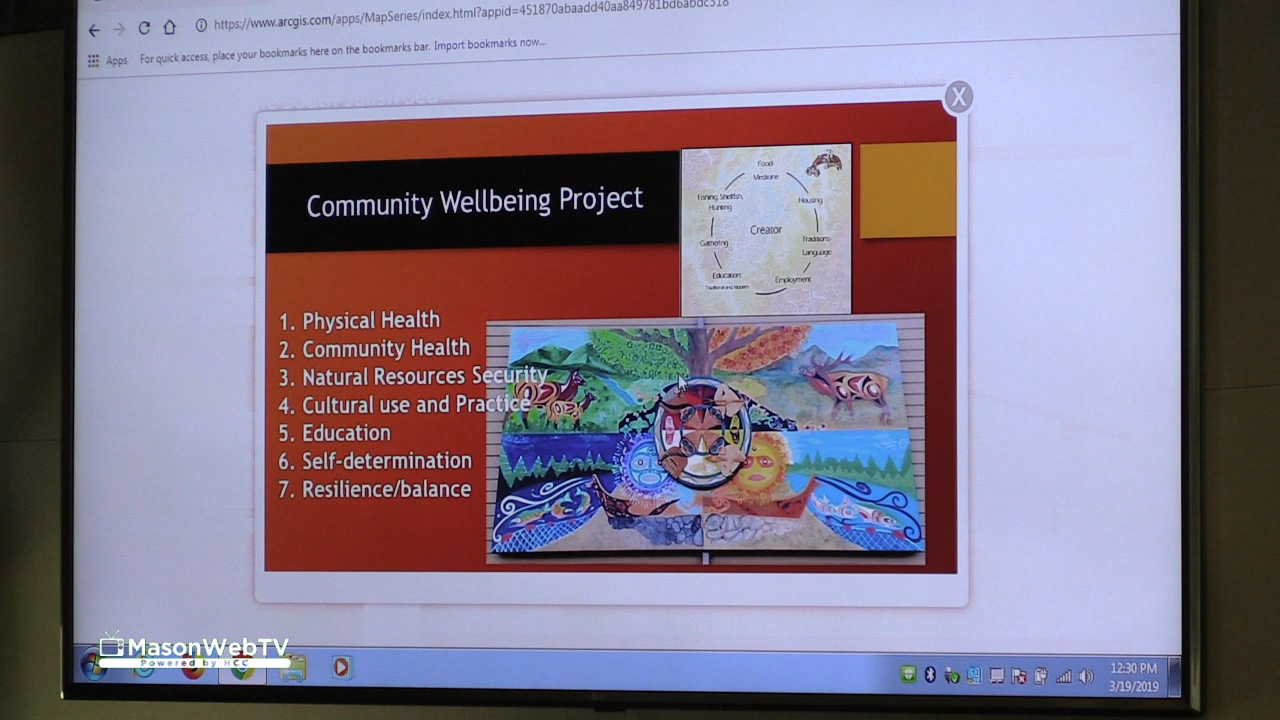 https://www.arcgis.com/apps/MapSeries/index.html?appid=451870abaadd40aa849781bd6abdc518
Apps For quick access, place your bookmarks here on the bookmarks bar. Import bookmarks now...
X
Community Wellbeing Project
Food-
Medicine
Fishing, Shellfish,
Hunting
Housing
Creator
Gathering
Traditions-
Language
Education
Traditional and Modern
Employment
1. Physical Health
2. Community Health
3. Natural Resources Security
4. Cultural use and Practice
5. Education
6. Self-determination
7. Resilience/balance
MasonWebTV
Powered by HCC
12:30 PM
3/19/2019